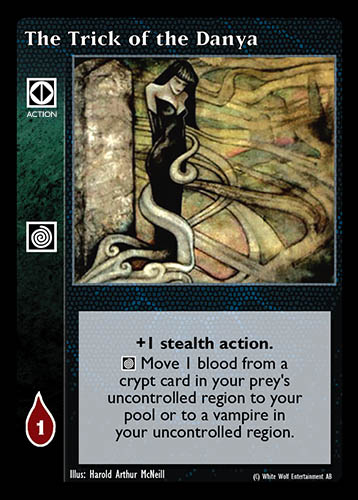 The Trick of the Danya
ACTION
+1 stealth action.
Move 1 blood from a
crypt card in your prey's
uncontrolled region to your
pool or to a vampire in
your uncontrolled region.
1
Illus: Harold Arthur McNeill
(C) White Wolf Entertainment AB